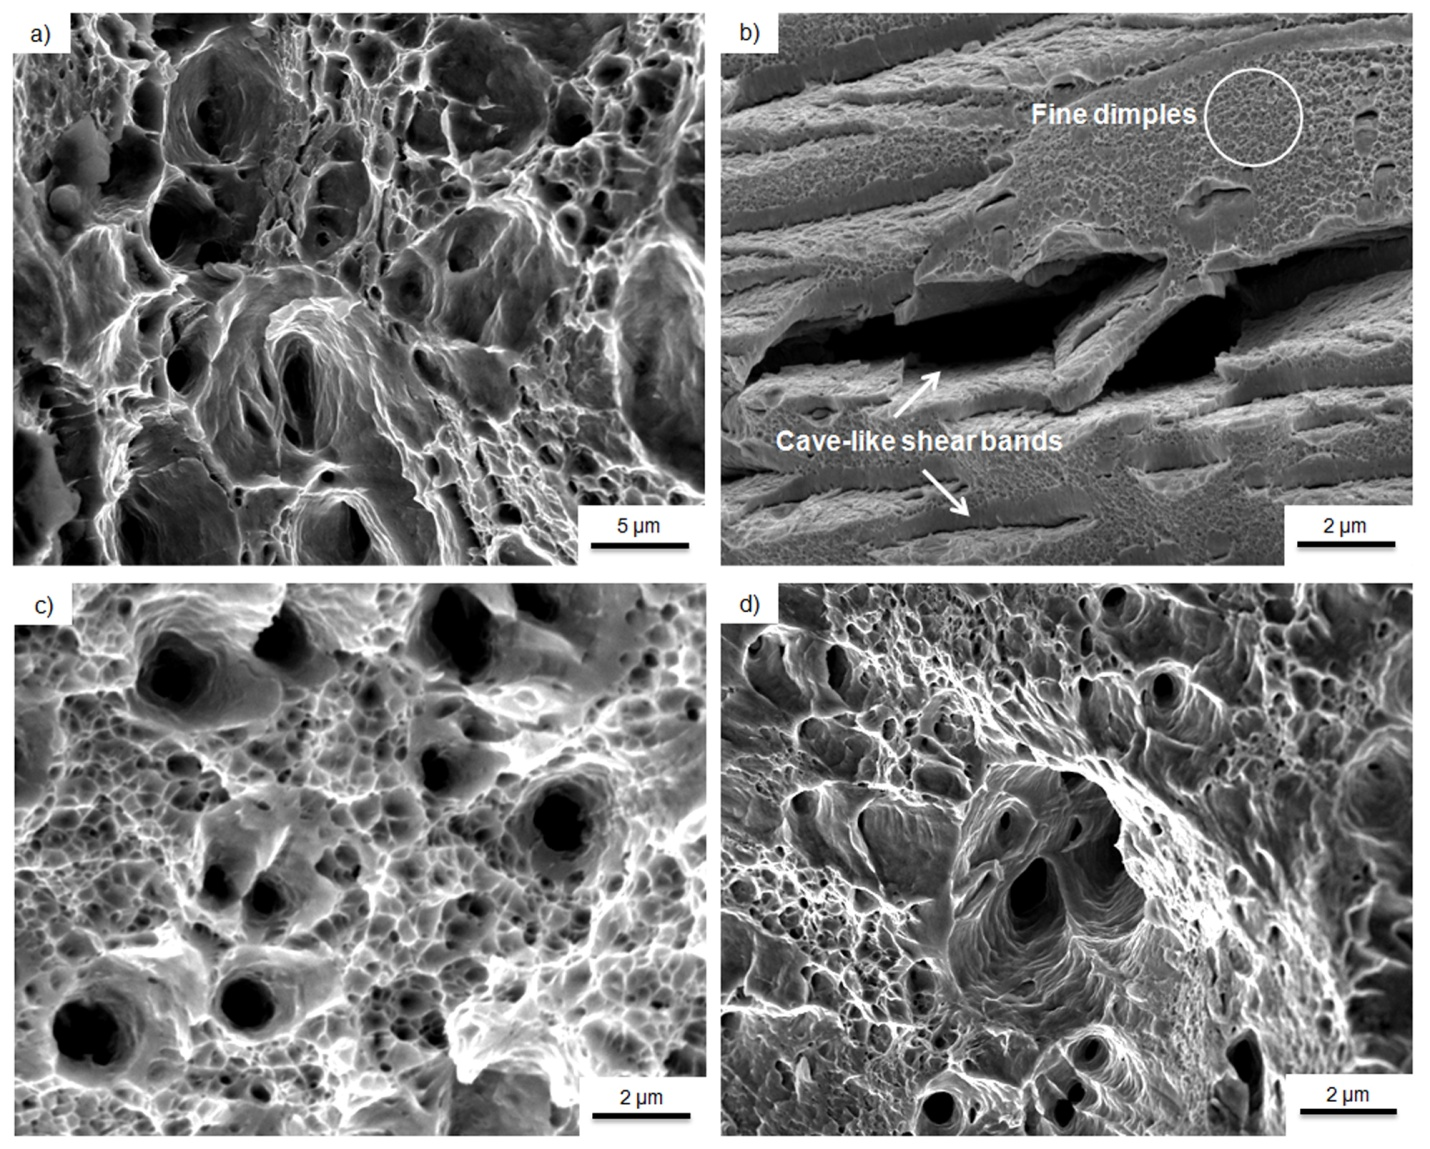 a)
b)
Fine dimples
Cave-like shear bands
5 µm
2 µm
c)
d)
2 µm
2 µm